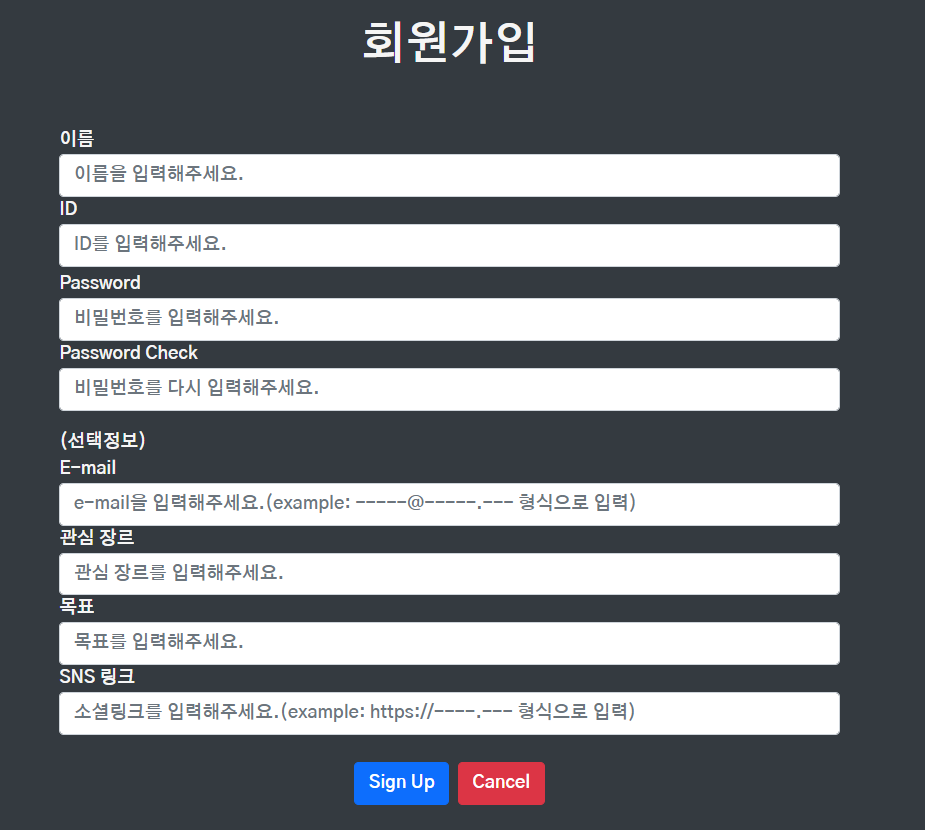 회원가입
이름
이름을 입력해주세요.
ID
ID를 입력해주세요.
Password
비밀번호를 입력해주세요.
Password Check
비밀번호를 다시 입력해주세요.
(선택정보)
E-mail
e-mail을 입력해주세요.(example: -----@-----.--- 형식으로 입력)
관심 장르
관심 장르를 입력해주세요.
목표
목표를 입력해주세요.
SNS 링크
소셜링크를 입력해주세요.(example: https://----.--- 형식으로 입력)
Sign Up Cancel